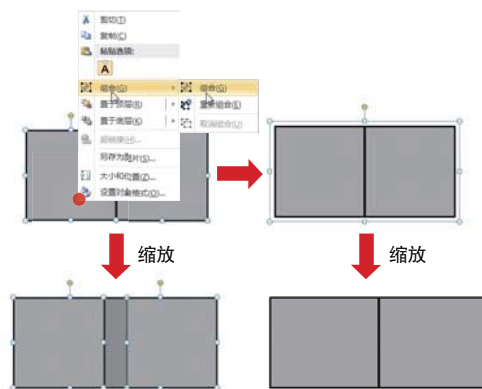 剪切(T)
复制(C)
粘贴选项:
A
组合(G)
组合(G)
置于顶层(R)
重新组合(E)
置于底层(K)
取消组合(U)
超链接(H)...
另存为图片(S)...
大小和位置(Z)...
设置对象格式(O)...
缩放
缩放